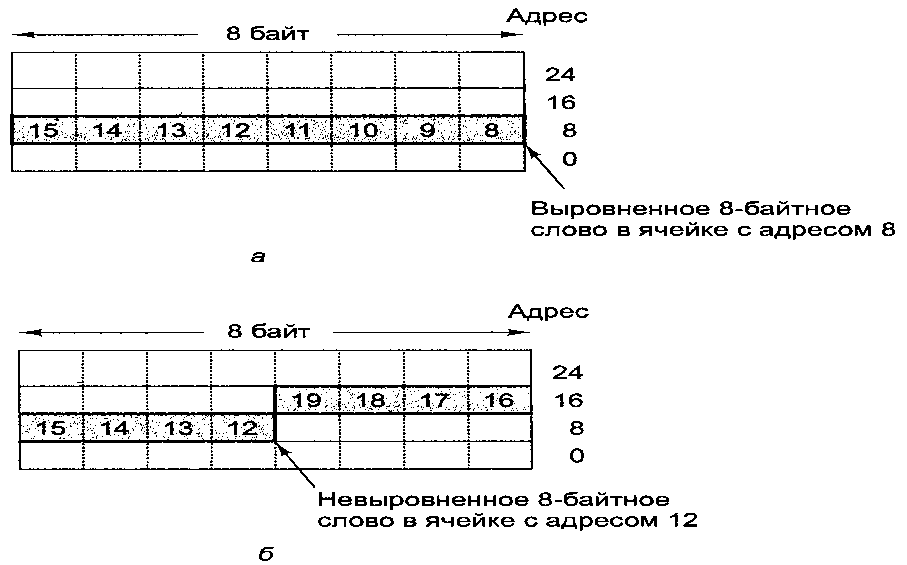 Адрес
8 байт
24
16
15 14 13 12 11 10 9 8 8
0
Выровненное 8-байтное
слово в ячейке с адресом 8
а
Адрес
8 байт
24
19 18 17 16 16
15 14 13 12 8
0
Невыровненное 8-байтное
слово в ячейке с адресом 12
б